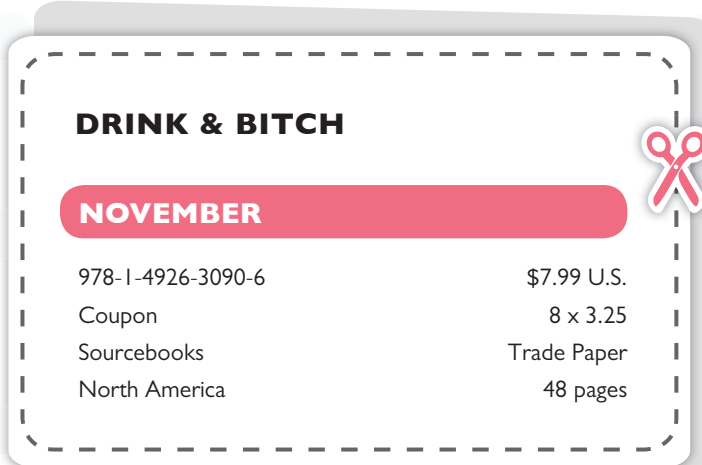 DRINK & BITCH
NOVEMBER
978-1-4926-3090-6 $7.99 U.S.
Coupon 8 x 3.25
Sourcebooks Trade Paper
North America 48 pages